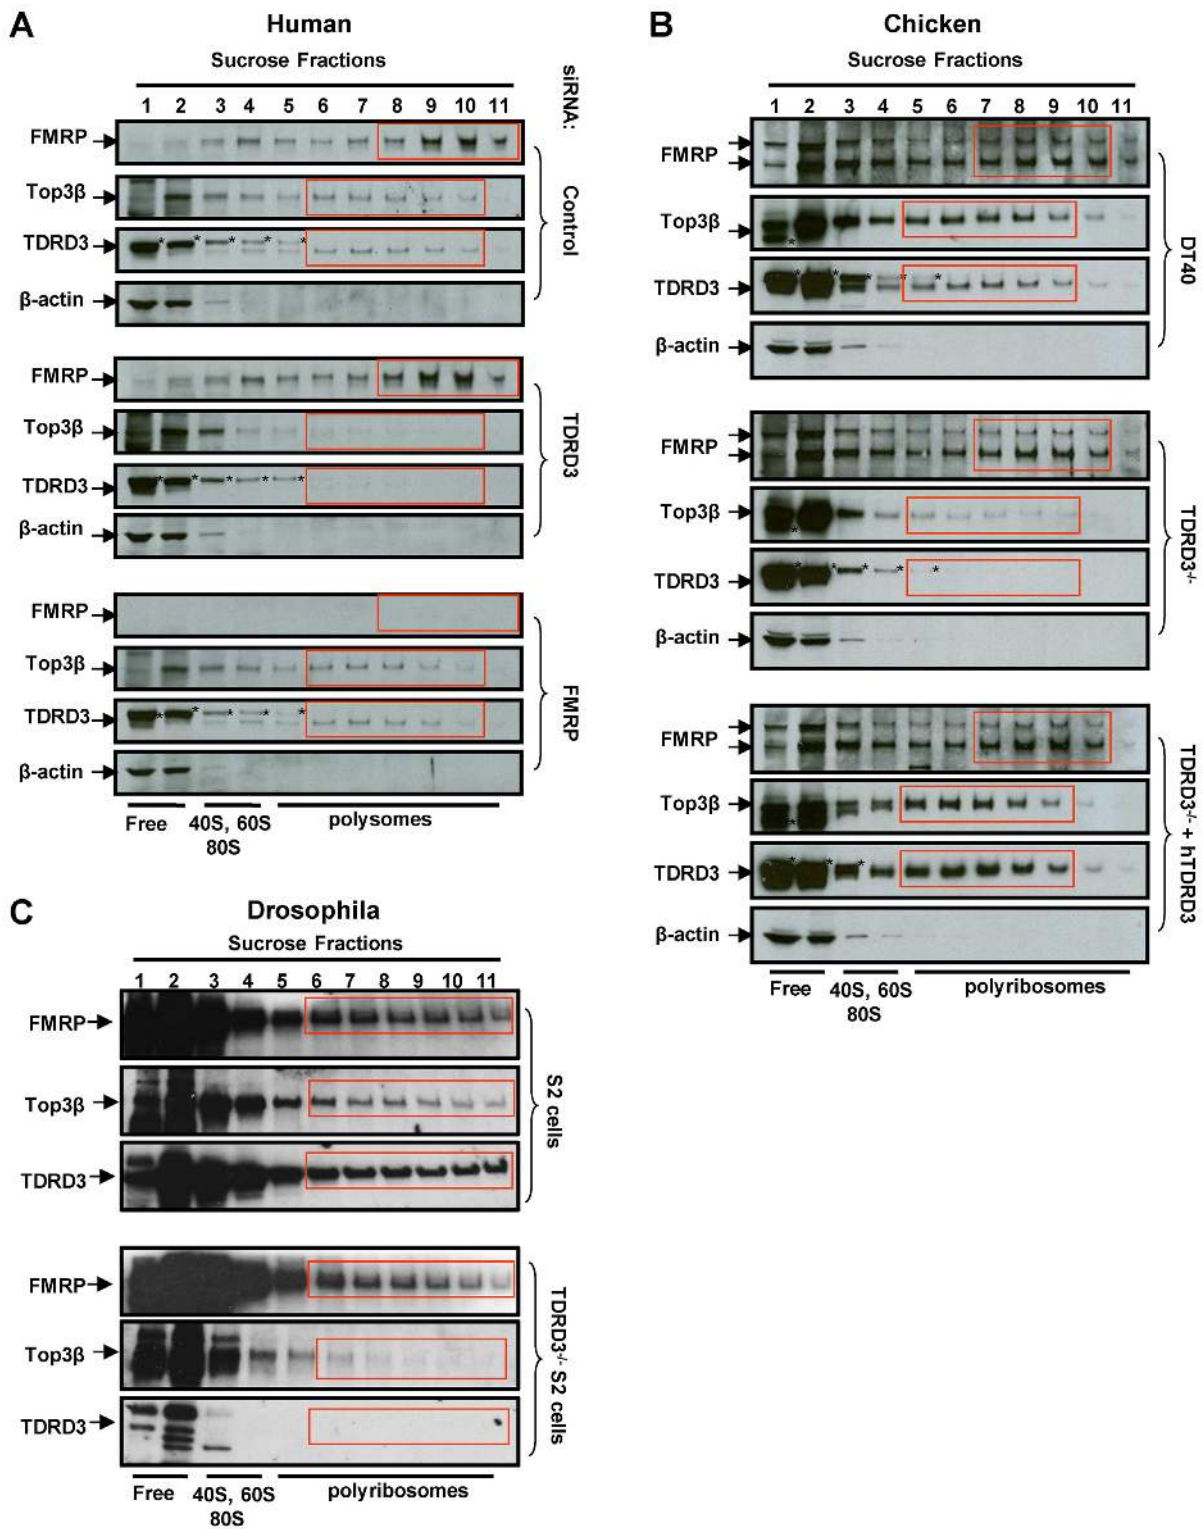 A
Human
Sucrose Fractions
siRNA:
1 2 3 4 5 6 7 8 9 10 11
FMRP
Top3β
TDRD3
* * * * *
β-actin
Control
FMRP
Top3β
TDRD3
* * * * *
β-actin
TDRD3
FMRP
Top3β
TDRD3
* * * * *
β-actin
FMRP
Free 40S, 60S polysomes
80S
B
Chicken
Sucrose Fractions
1 2 3 4 5 6 7 8 9 10 11
FMRP
Top3β
*
TDRD3
* * * * *
β-actin
DT40
FMRP
Top3β
*
TDRD3
* * * * *
β-actin
TDRD3-/-
FMRP
Top3β
*
TDRD3
* * *
β-actin
TDRD3-/- + hTDRD3
Free 40S, 60S polyribosomes
80S
C
Drosophila
Sucrose Fractions
1 2 3 4 5 6 7 8 9 10 11
FMRP
Top3β
TDRD3
S2 cells
FMRP
Top3β
TDRD3
TDRD3-/- S2 cells
Free 40S, 60S polyribosomes
80S